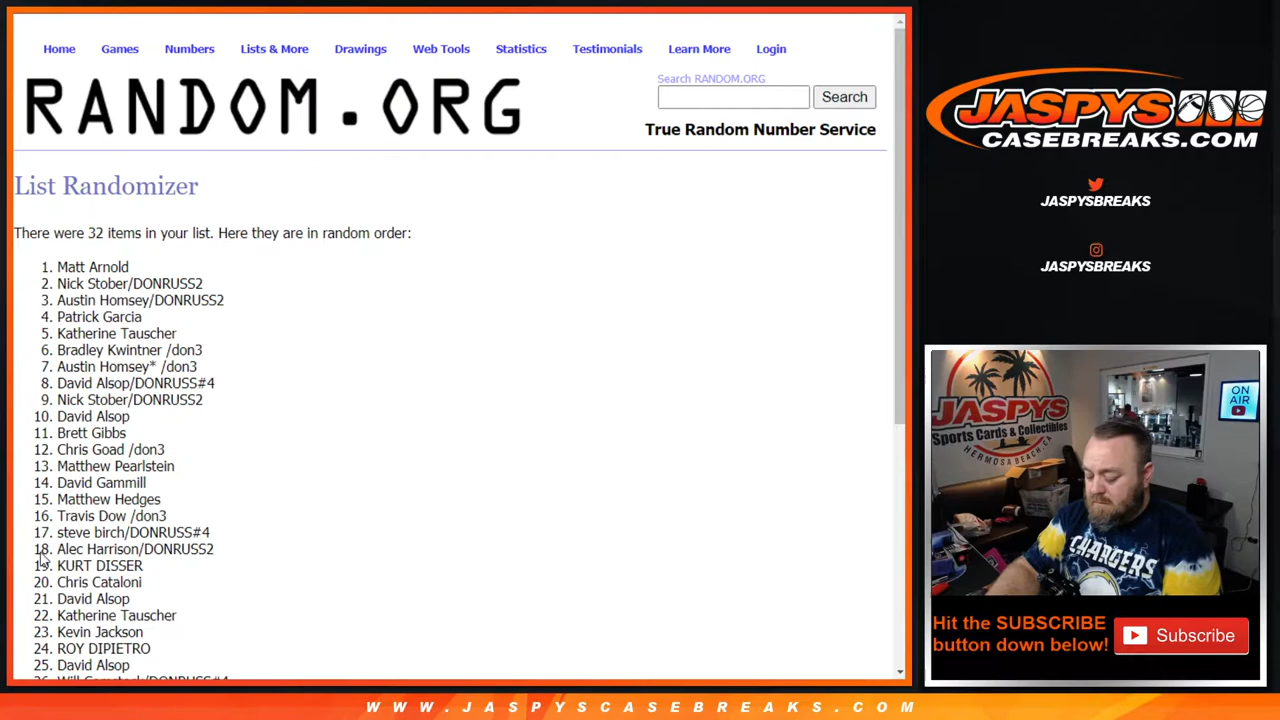 Home Games Numbers Lists & More Drawings Web Tools Statistics Testimonials Learn More Login
RANDOM.ORG
Search RANDOM.ORG
Search
True Random Number Service
List Randomizer
There were 32 items in your list. Here they are in random order:
1. Matt Arnold
2. Nick Stober/DONRUSS2
3. Austin Homsey/DONRUSS2
4. Patrick Garcia
5. Katherine Tauscher
6. Bradley Kwintner /don3
7. Austin Homsey* /don3
8. David Alsop/DONRUSS#4
9. Nick Stober/DONRUSS2
10. David Alsop
11. Brett Gibbs
12. Chris Goad /don3
13. Matthew Pearlstein
14. David Gammill
15. Matthew Hedges
16. Travis Dow /don3
17. steve birch/DONRUSS#4
18. Alec Harrison/DONRUSS2
19. KURT DISSER
20. Chris Cataloni
21. David Alsop
22. Katherine Tauscher
23. Kevin Jackson
24. ROY DIPIETRO
25. David Alsop
JASPYS
CASEBREAKS.COM
JASPYSBREAKS
JASPYSBREAKS
JASPYS
Sports Cards & Collectibles
HERMOSA BEACH, CA
ON
AIR
CHARGERS
Hit the SUBSCRIBE
button down below!
Subscribe
WWW.JASPYSCASEBREAKS.COM